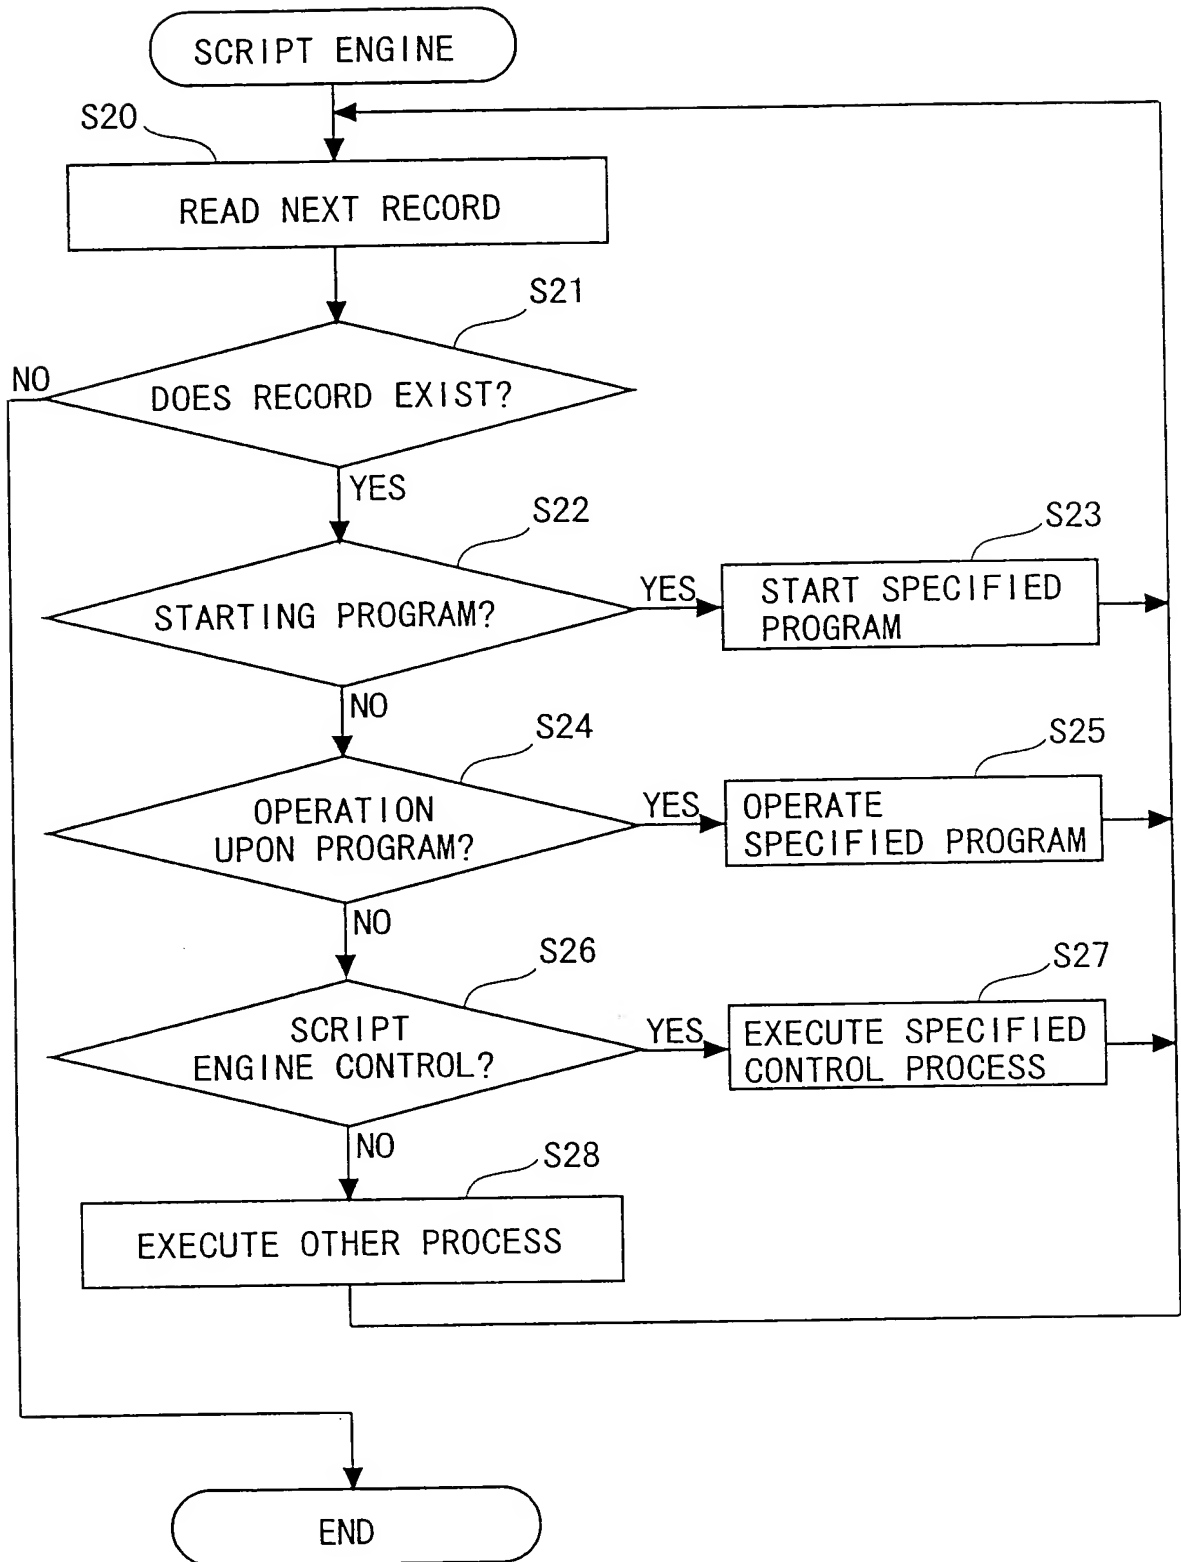 SCRIPT ENGINE
S20
READ NEXT RECORD
S21
NO
DOES RECORD EXIST?
YES
S22
STARTING PROGRAM?
YES
S23
START SPECIFIED
PROGRAM
NO
S24
OPERATION
UPON PROGRAM?
YES
S25
OPERATE
SPECIFIED PROGRAM
NO
S26
SCRIPT
ENGINE CONTROL?
YES
S27
EXECUTE SPECIFIED
CONTROL PROCESS
NO
S28
EXECUTE OTHER PROCESS
END